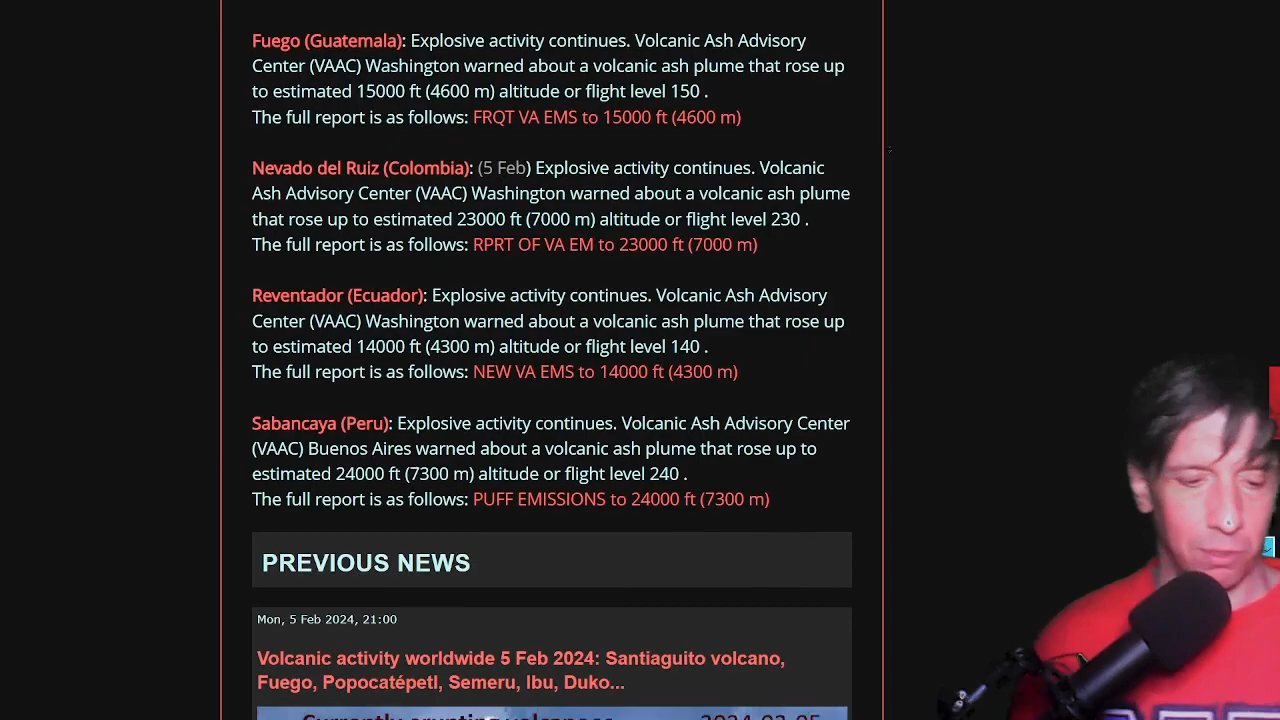 Fuego (Guatemala): Explosive activity continues. Volcanic Ash Advisory
Center (VAAC) Washington warned about a volcanic ash plume that rose up
to estimated 15000 ft (4600 m) altitude or flight level 150 .
The full report is as follows: FRQT VA EMS to 15000 ft (4600 m)
Nevado del Ruiz (Colombia): (5 Feb) Explosive activity continues. Volcanic
Ash Advisory Center (VAAC) Washington warned about a volcanic ash plume
that rose up to estimated 23000 ft (7000 m) altitude or flight level 230 .
The full report is as follows: RPRT OF VA EM to 23000 ft (7000 m)
Reventador (Ecuador): Explosive activity continues. Volcanic Ash Advisory
Center (VAAC) Washington warned about a volcanic ash plume that rose up
to estimated 14000 ft (4300 m) altitude or flight level 140 .
The full report is as follows: NEW VA EMS to 14000 ft (4300 m)
Sabancaya (Peru): Explosive activity continues. Volcanic Ash Advisory Center
(VAAC) Buenos Aires warned about a volcanic ash plume that rose up to
estimated 24000 ft (7300 m) altitude or flight level 240 .
The full report is as follows: PUFF EMISSIONS to 24000 ft (7300 m)
PREVIOUS NEWS
Mon, 5 Feb 2024, 21:00
Volcanic activity worldwide 5 Feb 2024: Santiaguito volcano,
Fuego, Popocatépetl, Semeru, Ibu, Duko...
Currently erupting volcanoes 2024-02-05